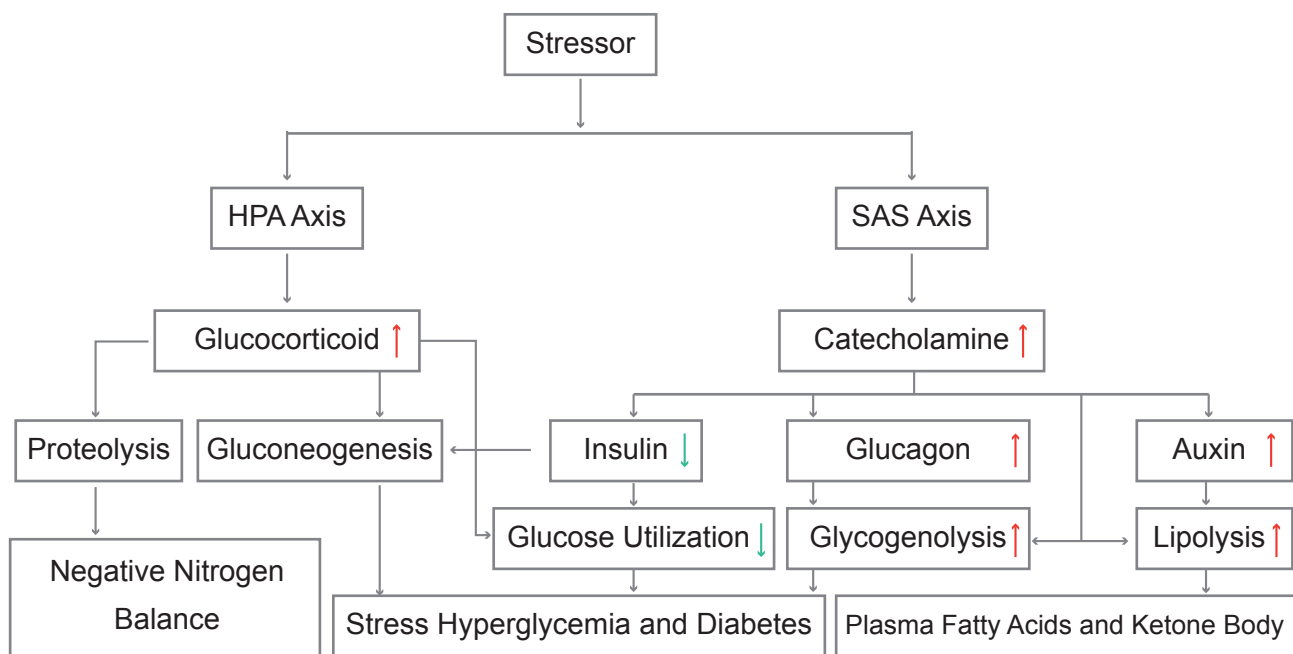 Stressor
HPA Axis
SAS Axis
Glucocorticoid ↑
Catecholamine ↑
Proteolysis
Gluconeogenesis
Insulin ↓
Glucagon ↑
Auxin ↑
Glucose Utilization ↓
Glycogenolysis ↑
Lipolysis ↑
Negative Nitrogen
Balance
Stress Hyperglycemia and Diabetes
Plasma Fatty Acids and Ketone Body